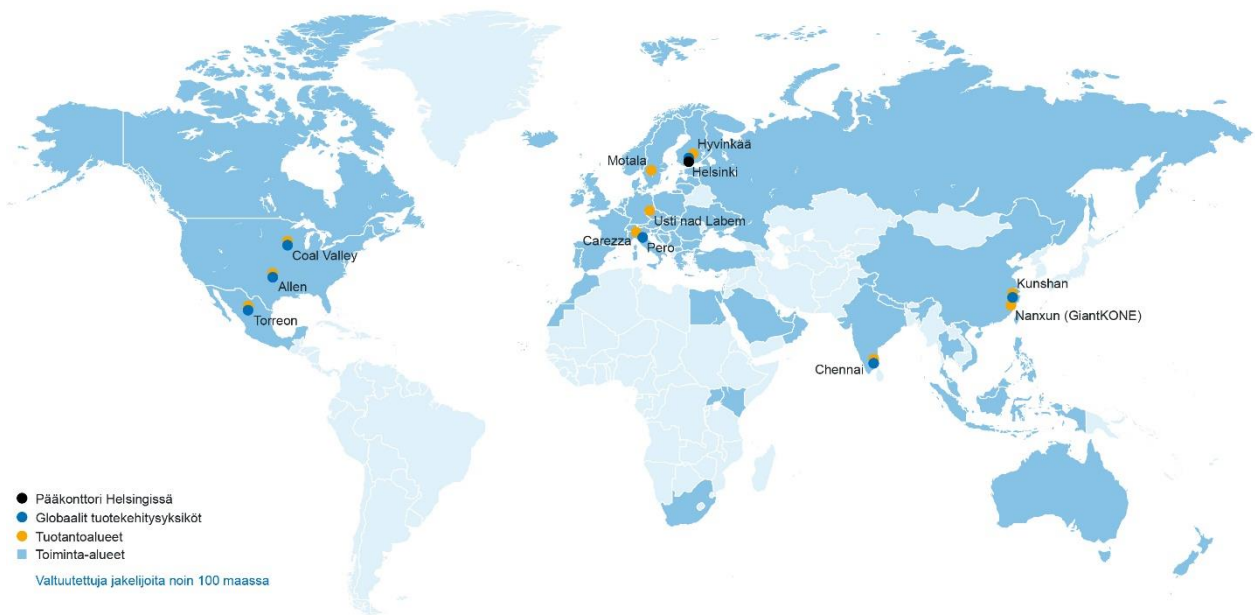 Hyvinkää
Motala
Helsinki
Usti nad Labem
Carezza
Pero
Coal Valley
Allen
Torreon
Kunshan
Nanxun (GiantKONE)
Chennai
Pääkonttori Helsingissä
Globaalit tuotekehitysyksiköt
Tuotantoalueet
Toiminta-alueet
Valtuutettuja jakelijoita noin 100 maassa